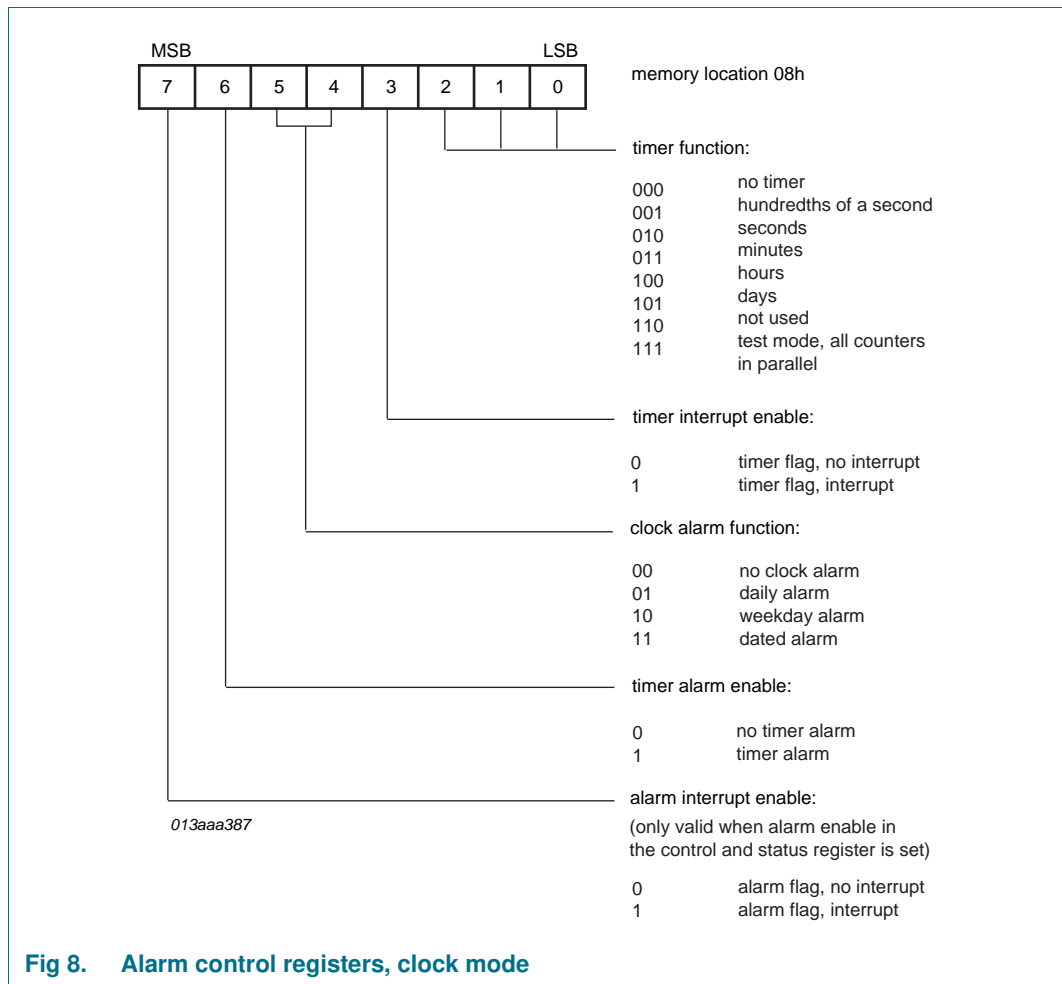 MSB LSB
7 6 5 4 3 2 1 0
memory location 08h
timer function:
000 no timer
001 hundredths of a second
010 seconds
011 minutes
100 hours
101 days
110 not used
111 test mode, all counters
in parallel
timer interrupt enable:
0 timer flag, no interrupt
1 timer flag, interrupt
clock alarm function:
00 no clock alarm
01 daily alarm
10 weekday alarm
11 dated alarm
timer alarm enable:
0 no timer alarm
1 timer alarm
alarm interrupt enable:
(only valid when alarm enable in
the control and status register is set)
0 alarm flag, no interrupt
1 alarm flag, interrupt
013aaa387
Fig 8. Alarm control registers, clock mode